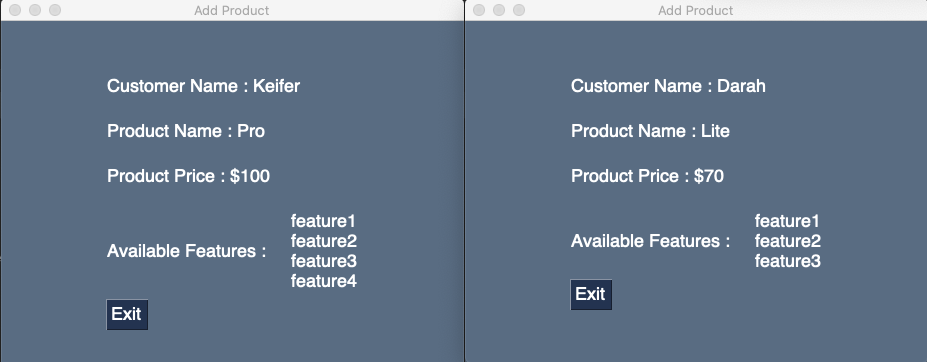 Add Product
Customer Name : Keifer
Product Name : Pro
Product Price : $100
Available Features :
feature1
feature2
feature3
feature4
Exit
Add Product
Customer Name : Darah
Product Name : Lite
Product Price : $70
Available Features :
feature1
feature2
feature3
Exit